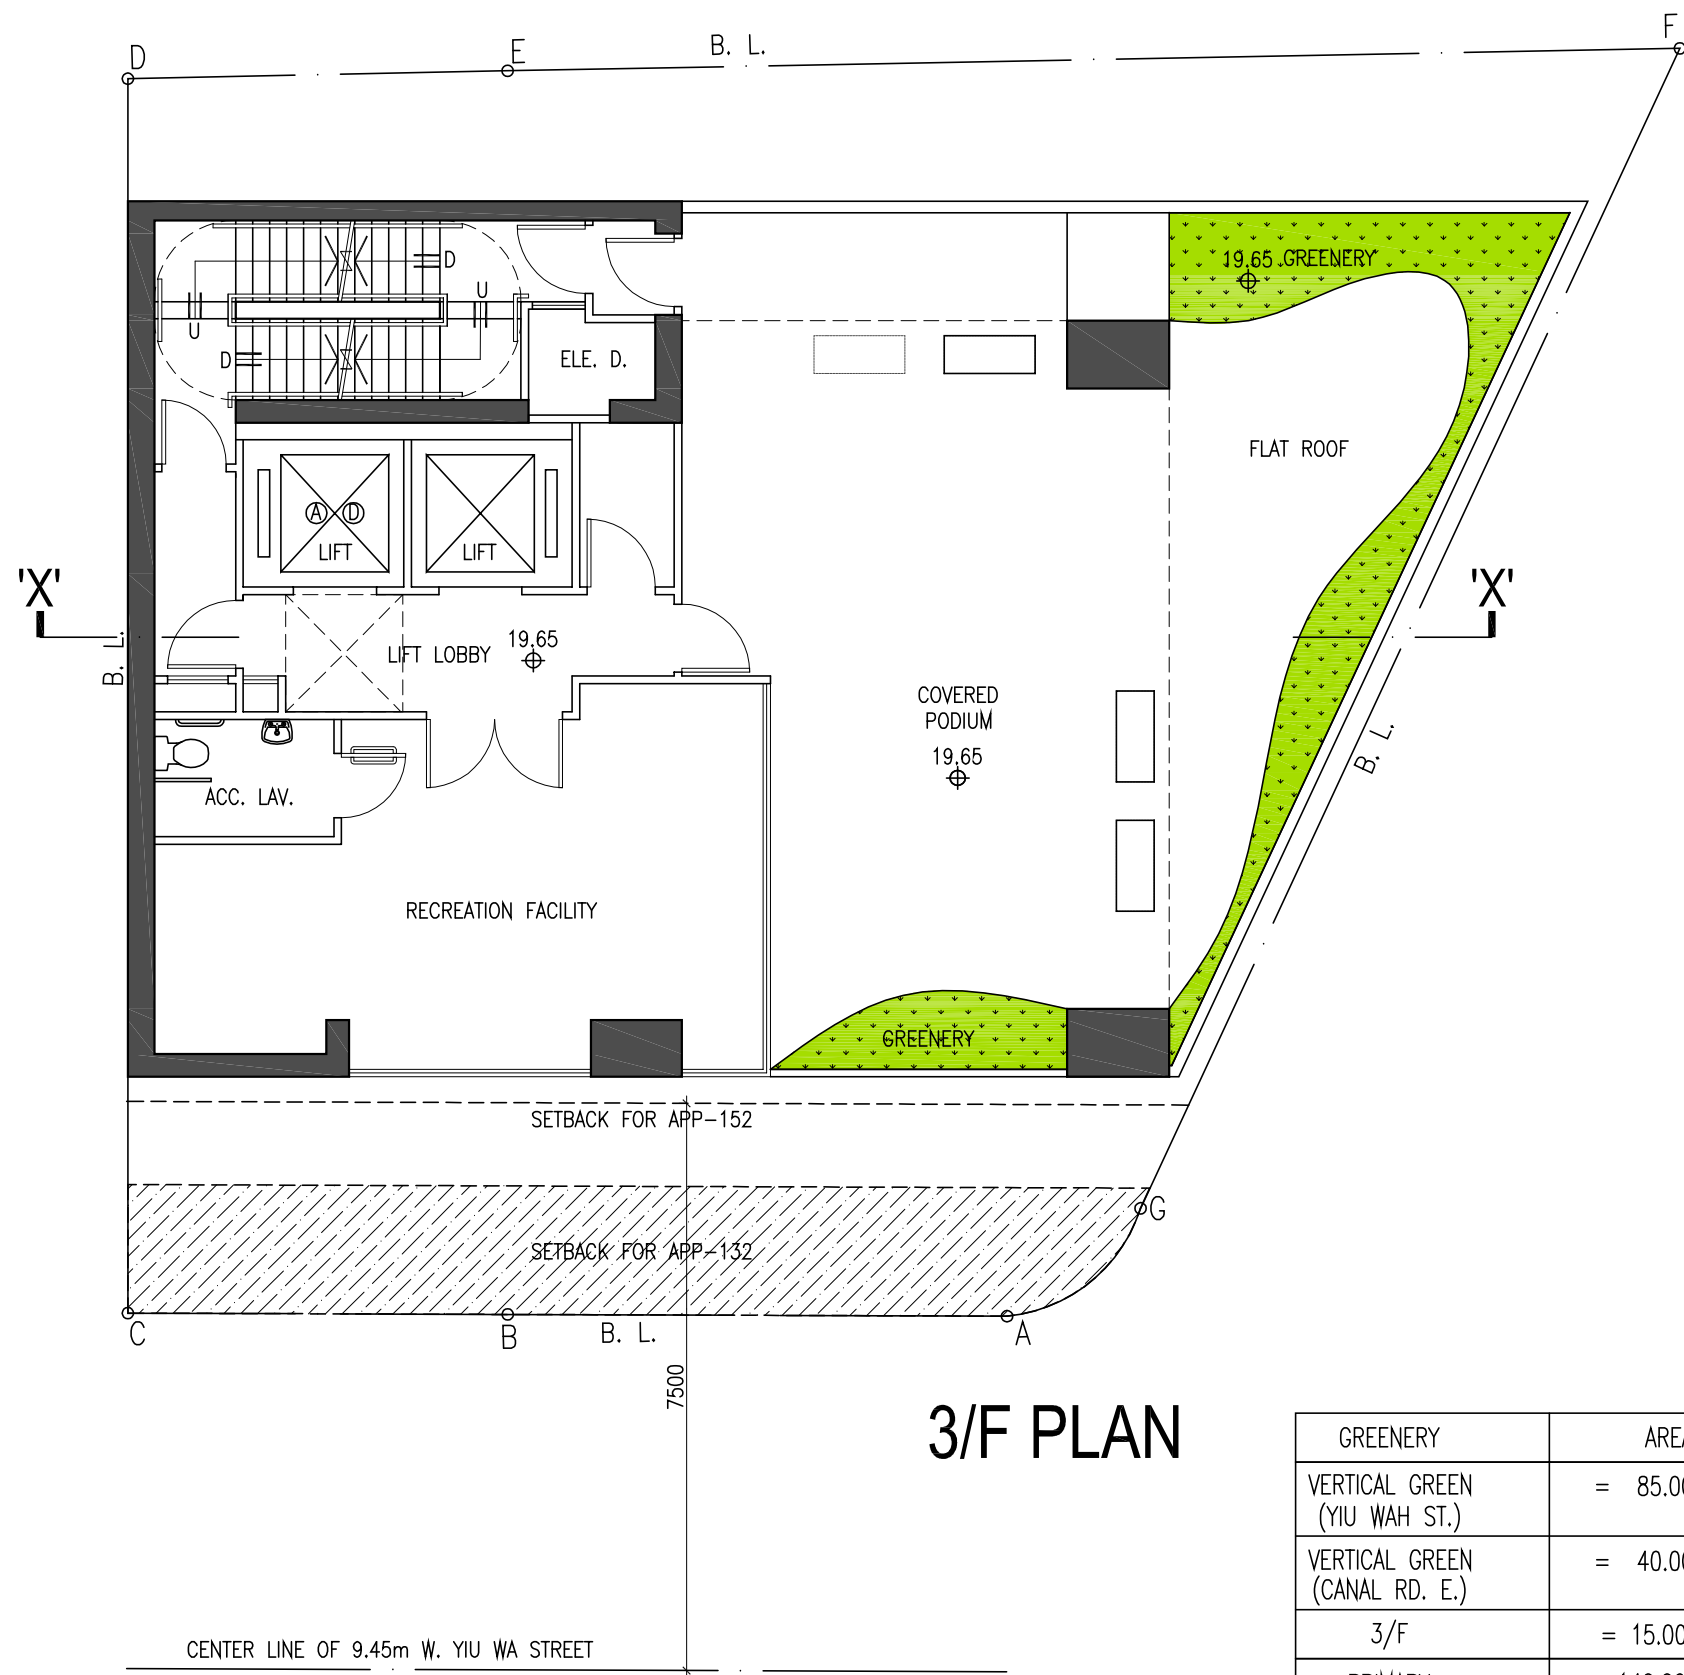 D
E
B. L.
F
19.65 GREENERY
D
U
U
D
ELE. D.
FLAT ROOF
A D
LIFT
LIFT
'X'
'X'
B. L.
19.65
LIFT LOBBY
COVERED
PODIUM
19.65
B. L.
ACC. LAV.
RECREATION FACILITY
GREENERY
SETBACK FOR APP-152
G
SETBACK FOR APP-132
C
B
B. L.
A
7500
3/F PLAN
GREENERY
VERTICAL GREEN = 85.0
(YIU WAH ST.)
VERTICAL GREEN = 40.0
(CANAL RD. E.)
3/F = 15.00
CENTER LINE OF 9.45m W. YIU WA STREET